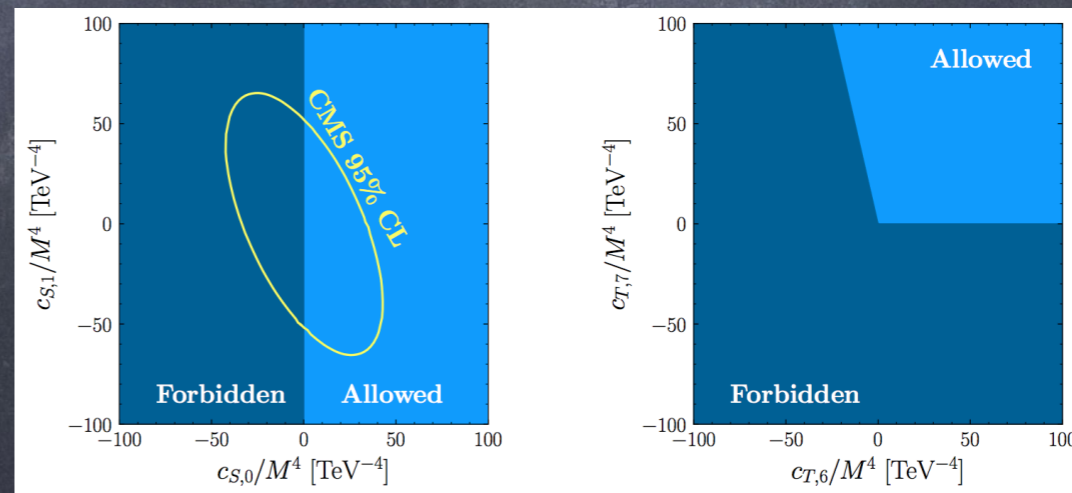 100
50
0
−50
−100
c_{S,1}/M^4 [TeV^{−4}]
CMS 95% CL
Forbidden
Allowed
−100 −50 0 50 100
c_{S,0}/M^4 [TeV^{−4}]
100
50
0
−50
−100
c_{T,7}/M^4 [TeV^{−4}]
Allowed
Forbidden
−100 −50 0 50 100
c_{T,6}/M^4 [TeV^{−4}]